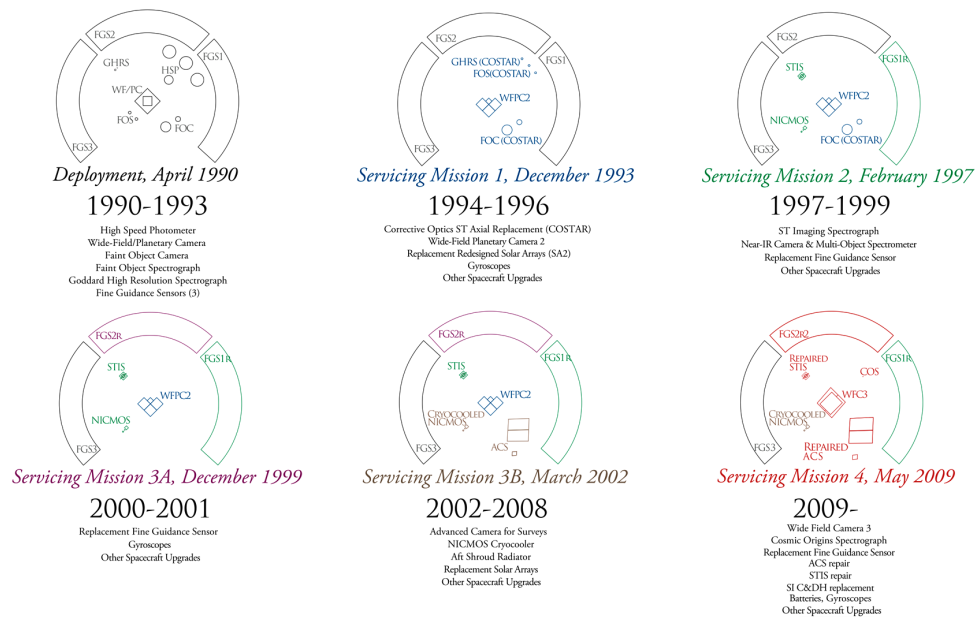 FGS2
FGS1
GHRS
HSP
WF/PC
FOS
FOC
FGS3
Deployment, April 1990
1990-1993
High Speed Photometer
Wide-Field/Planetary Camera
Faint Object Camera
Faint Object Spectrograph
Goddard High Resolution Spectrograph
Fine Guidance Sensors (3)
FGS2
FGS1
GHRS (COSTAR)
FOS(COSTAR)
WFPC2
FOC (COSTAR)
FGS3
Servicing Mission 1, December 1993
1994-1996
Corrective Optics ST Axial Replacement (COSTAR)
Wide-Field Planetary Camera 2
Replacement Redesigned Solar Arrays (SA2)
Gyroscopes
Other Spacecraft Upgrades
FGS2
FGS1R
STIS
WFPC2
NICMOS
FOC (COSTAR)
FGS3
Servicing Mission 2, February 1997
1997-1999
ST Imaging Spectrograph
Near-IR Camera & Multi-Object Spectrometer
Replacement Fine Guidance Sensor
Other Spacecraft Upgrades
FGS2R
FGS1R
STIS
WFPC2
NICMOS
FGS3
Servicing Mission 3A, December 1999
2000-2001
Replacement Fine Guidance Sensor
Gyroscopes
Other Spacecraft Upgrades
FGS2R
FGS1R
STIS
WFPC2
CRYOCOOLED
NICMOS
ACS
FGS3
Servicing Mission 3B, March 2002
2002-2008
Advanced Camera for Surveys
NICMOS Cryocooler
Aft Shroud Radiator
Replacement Solar Arrays
Other Spacecraft Upgrades
FGS2R2
FGS1R
REPAIRED
STIS
COS
WFC3
CRYOCOOLED
NICMOS
REPAIRED
ACS
FGS3
Servicing Mission 4, May 2009
2009-
Wide Field Camera 3
Cosmic Origins Spectrograph
Replacement Fine Guidance Sensor
ACS repair
STIS repair
SI C&DH replacement
Batteries, Gyroscopes
Other Spacecraft Upgrades